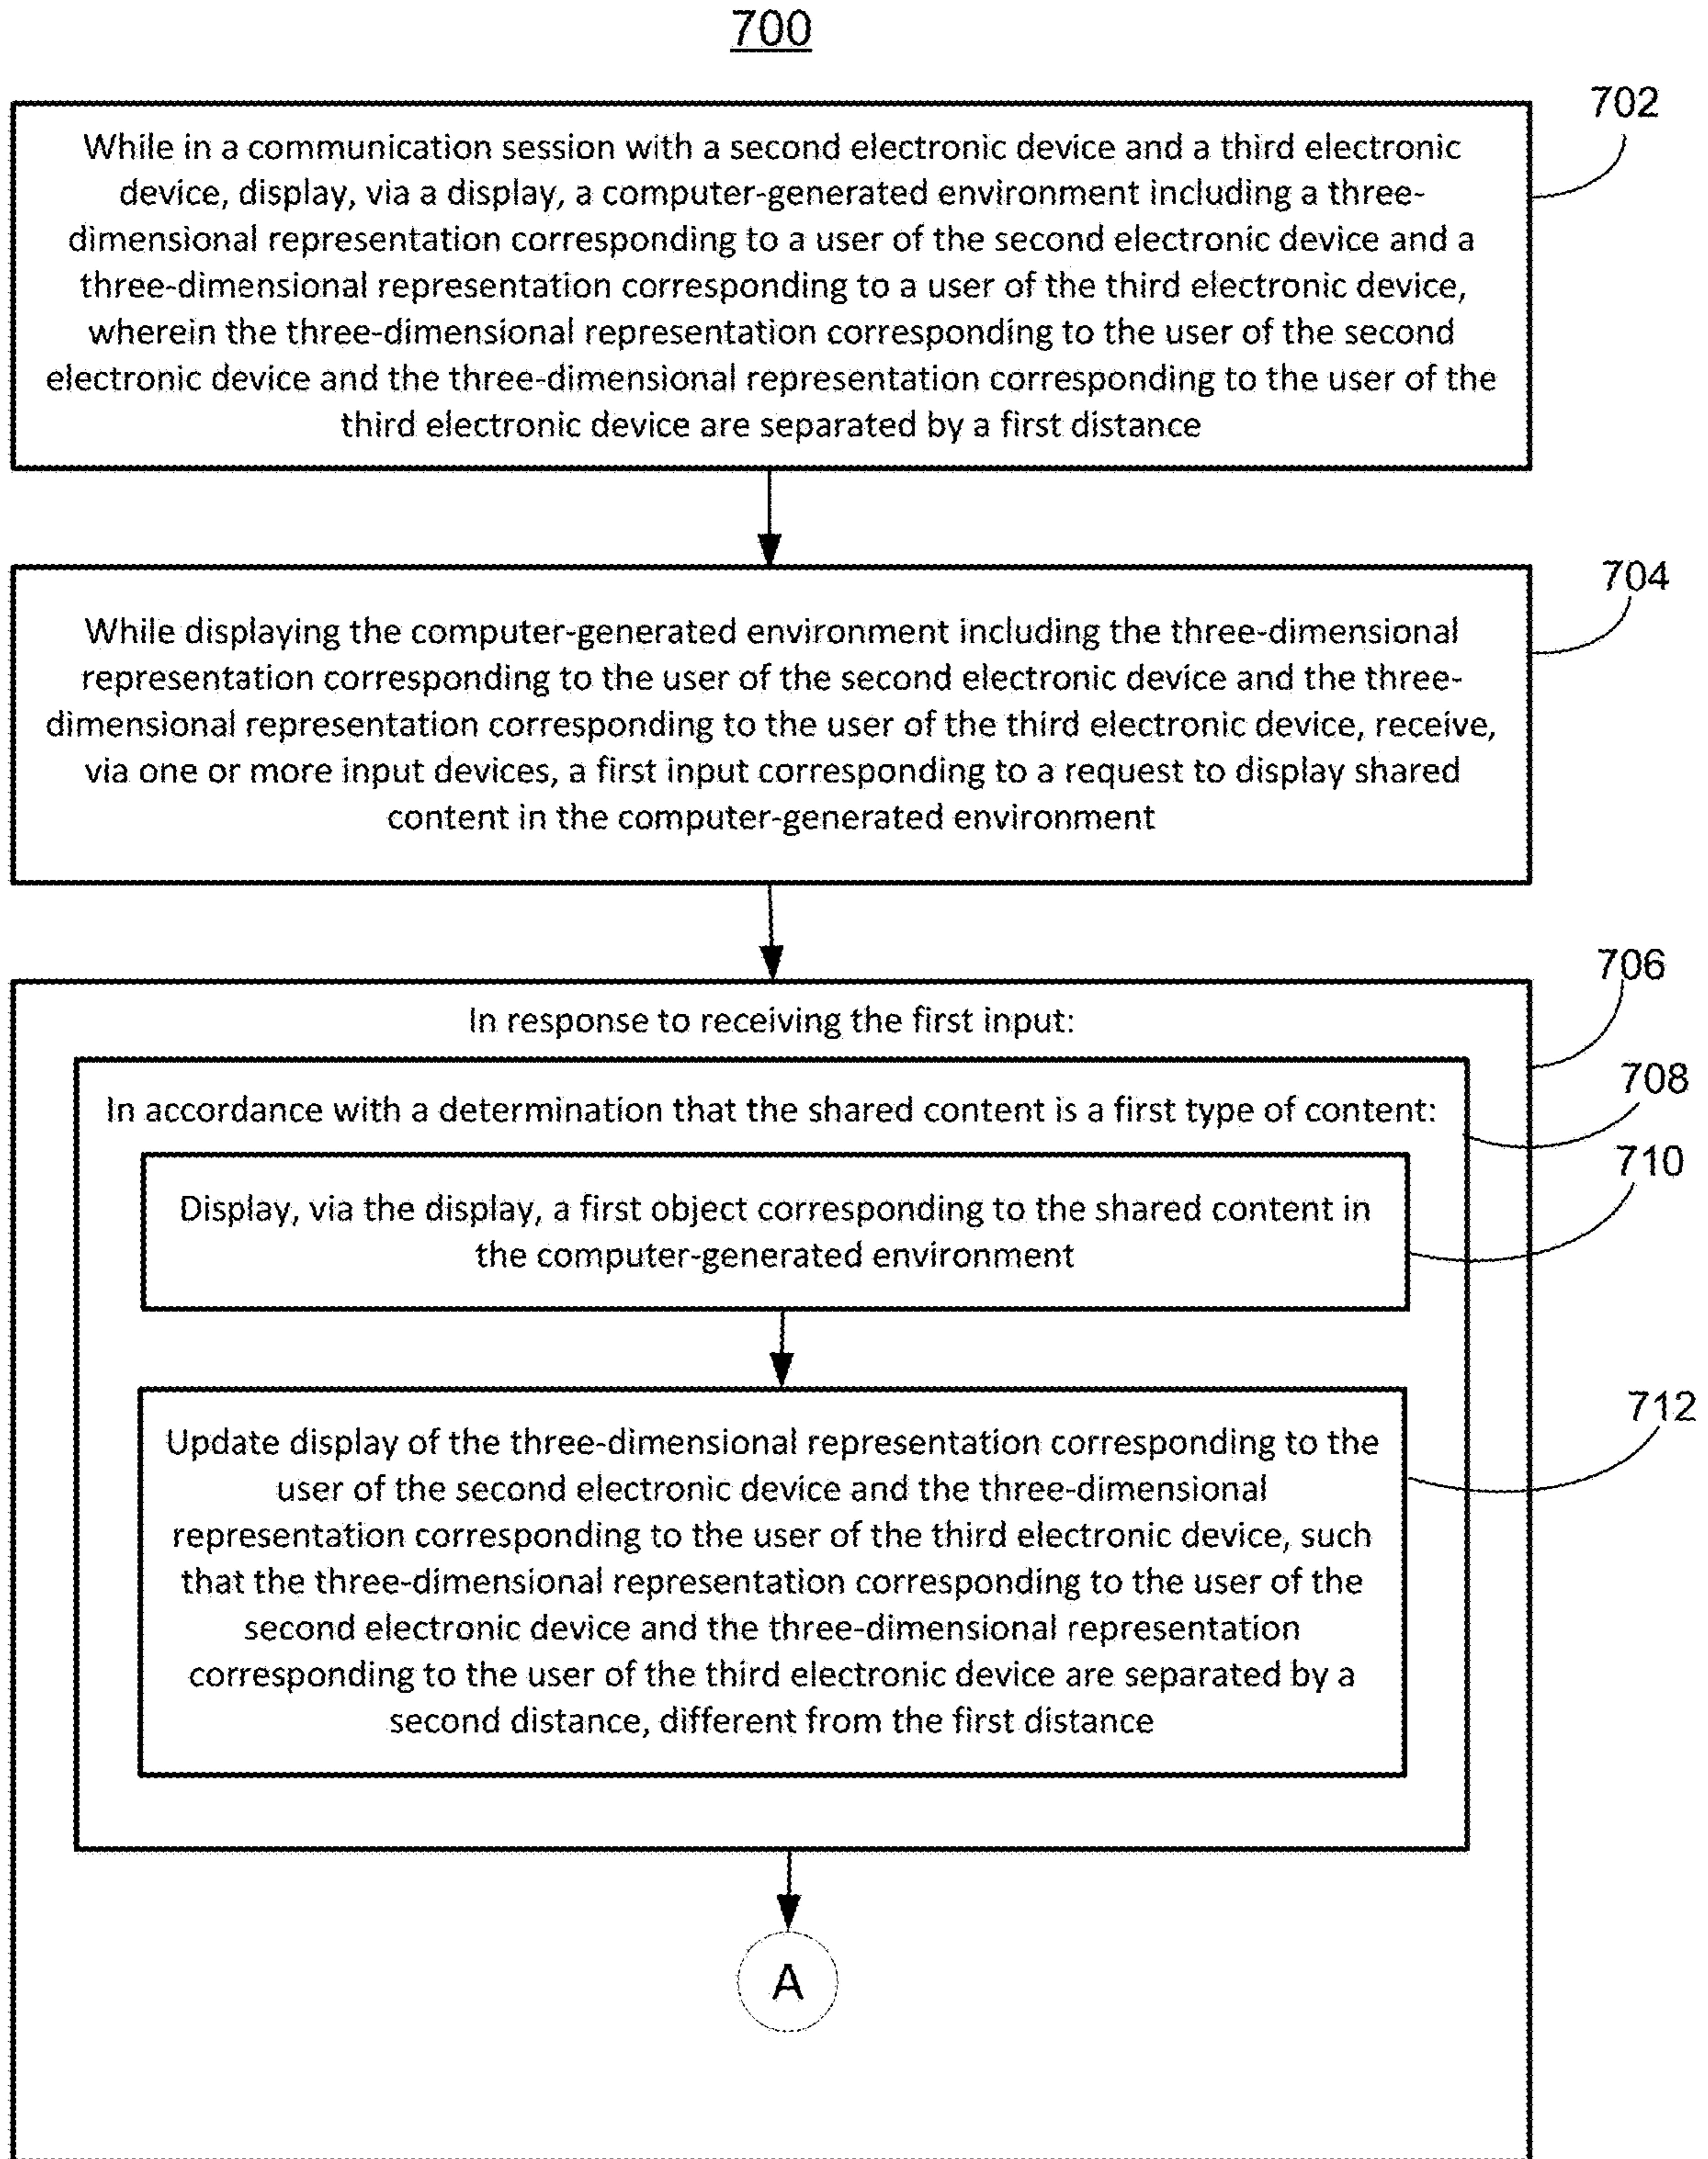 700
702
While in a communication session with a second electronic device and a third electronic
device, display, via a display, a computer-generated environment including a three-
dimensional representation corresponding to a user of the second electronic device and a
three-dimensional representation corresponding to a user of the third electronic device,
wherein the three-dimensional representation corresponding to the user of the second
electronic device and the three-dimensional representation corresponding to the user of the
third electronic device are separated by a first distance
704
While displaying the computer-generated environment including the three-dimensional
representation corresponding to the user of the second electronic device and the three-
dimensional representation corresponding to the user of the third electronic device, receive,
via one or more input devices, a first input corresponding to a request to display shared
content in the computer-generated environment
706
In response to receiving the first input:
708
In accordance with a determination that the shared content is a first type of content:
710
Display, via the display, a first object corresponding to the shared content in
the computer-generated environment
712
Update display of the three-dimensional representation corresponding to the
user of the second electronic device and the three-dimensional
representation corresponding to the user of the third electronic device, such
that the three-dimensional representation corresponding to the user of the
second electronic device and the three-dimensional representation
corresponding to the user of the third electronic device are separated by a
second distance, different from the first distance
A